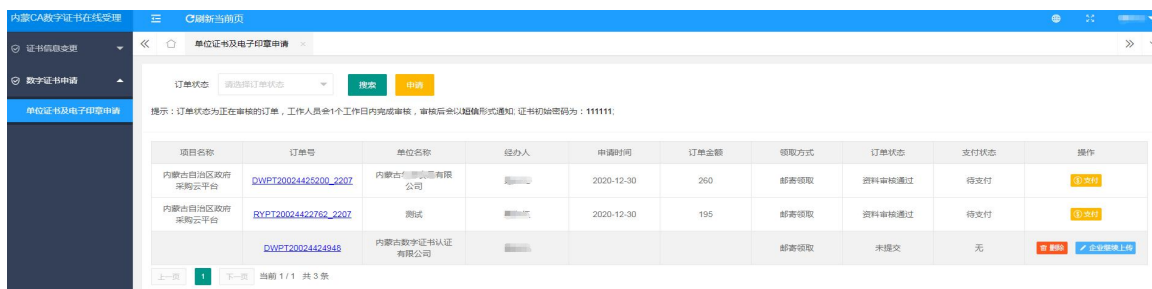 内蒙CA数字证书在线受理
刷新当前页
证书信息变更
单位证书及电子印章申请
数字证书申请
订单状态 请选择订单状态 搜索 申请
单位证书及电子印章申请
提示：订单状态为正在审核的订单，工作人员会1个工作日内完成审核，审核后会以短信形式通知; 证书初始密码为：111111;
项目名称 订单号 单位名称 经办人 申请时间 订单金额 领取方式 订单状态 支付状态 操作
内蒙古自治区政府采购云平台 DWPT20024425200_2207 内蒙古 有限公司 2020-12-30 260 邮寄领取 资料审核通过 待支付 支付
内蒙古自治区政府采购云平台 RYPT20024422762_2207 测试 2020-12-30 195 邮寄领取 资料审核通过 待支付 支付
DWPT20024424948 内蒙古数字证书认证有限公司 邮寄领取 未提交 无 删除 企业继续上传
上一页 1 下一页 当前 1 / 1 共 3 条